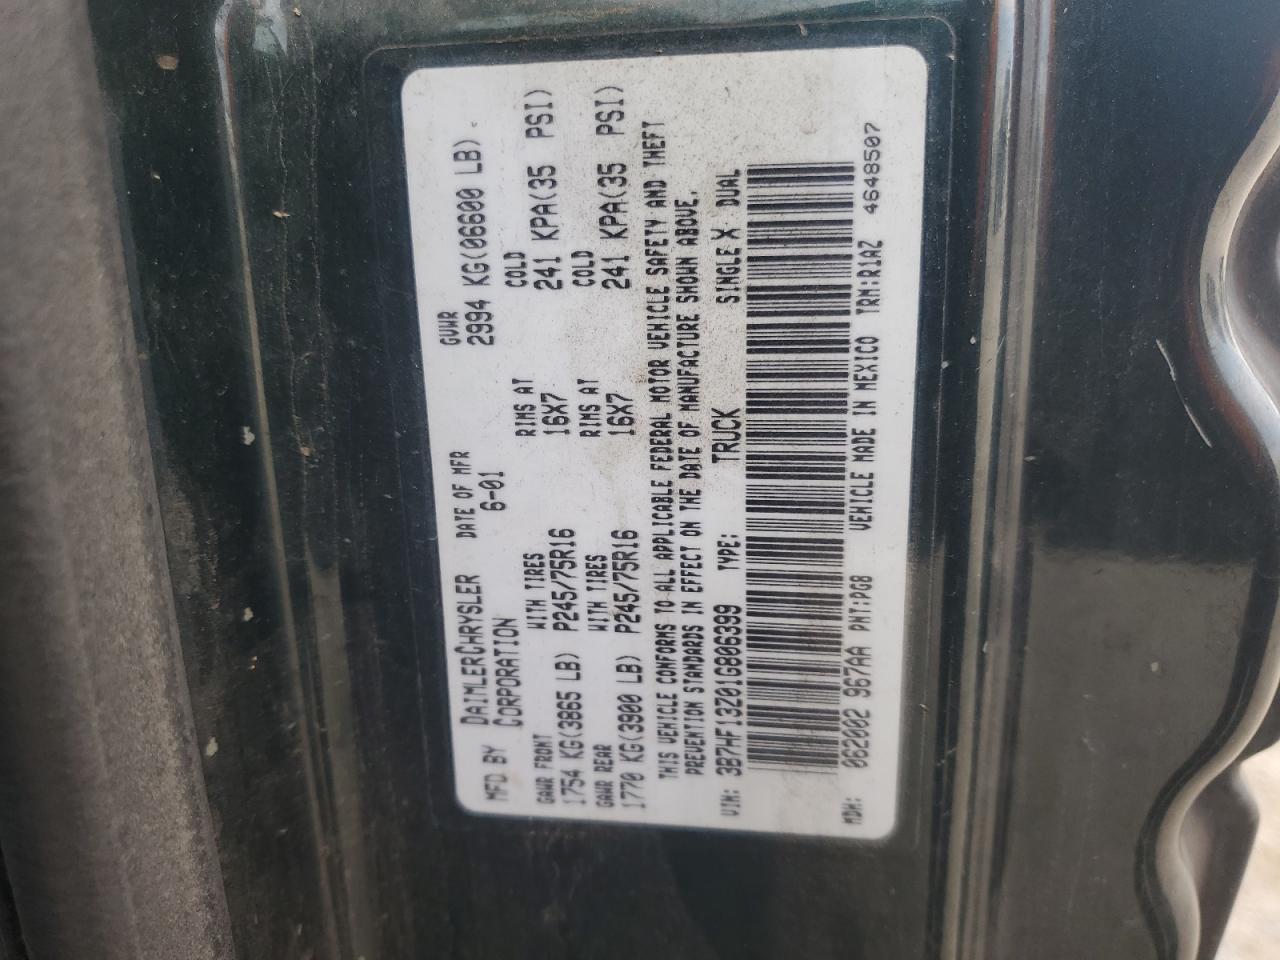 MFD BY DAIMLERCHRYSLER CORPORATION DATE OF MFR 6-01 GVWR 2994 KG(06600 LB)
GAWR FRONT WITH TIRES RIMS AT COLD
1754 KG(3865 LB) P245/75R16 16X7 241 KPA(35 PSI)
GAWR REAR WITH TIRES RIMS AT COLD
1770 KG(3900 LB) P245/75R16 16X7 241 KPA(35 PSI)
THIS VEHICLE CONFORMS TO ALL APPLICABLE FEDERAL MOTOR VEHICLE SAFETY AND THEFT
PREVENTION STANDARDS IN EFFECT ON THE DATE OF MANUFACTURE SHOWN ABOVE.
VIN: 3B7HF13Z01G806399 TYPE: TRUCK SINGLE X DUAL
MDH: 062002 967AA PNT:PG8 VEHICLE MADE IN MEXICO TRM:R1AZ 4648507